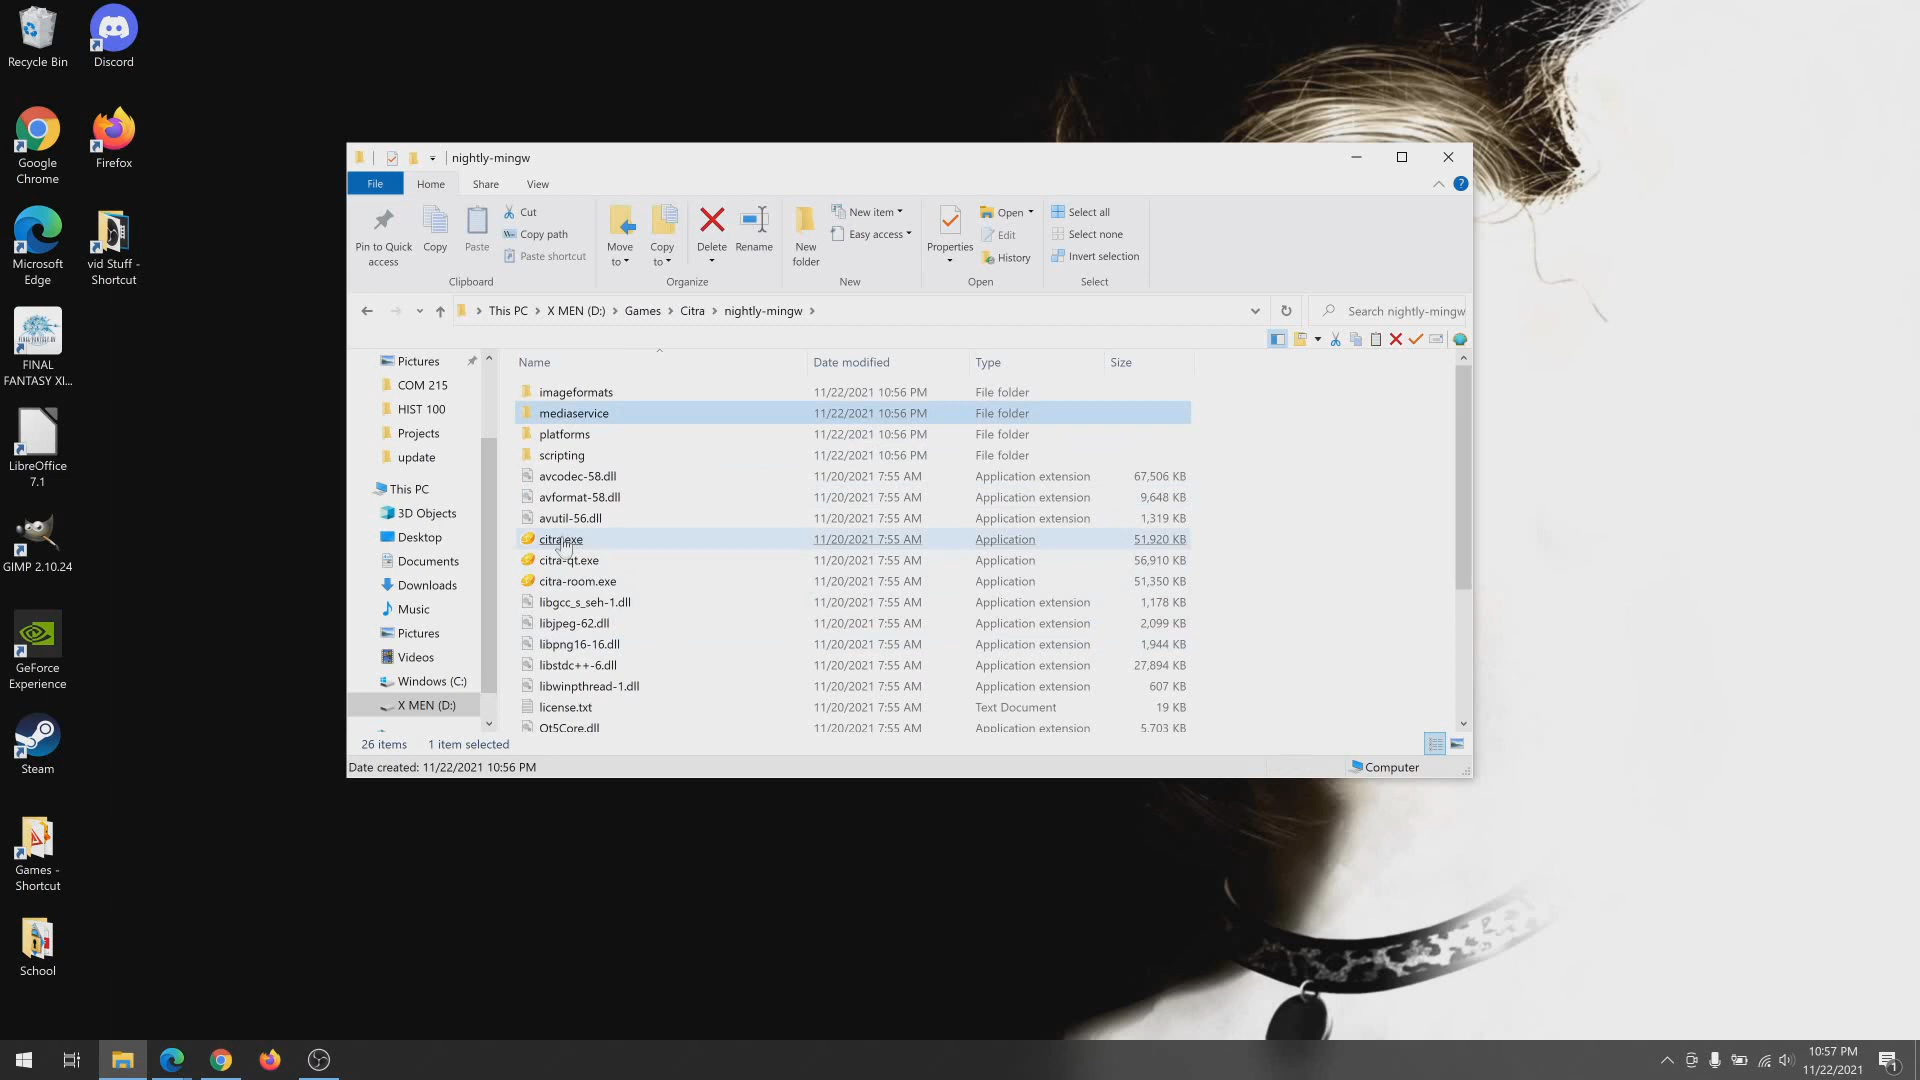 Recycle Bin
Discord
Google
Chrome
Firefox
Microsoft
Edge
vid Stuff -
Shortcut
FINAL
FANTASY XI...
LibreOffice
7.1
GIMP 2.10.24
GeForce
Experience
Steam
Games -
Shortcut
School
nightly-mingw
File
Home
Share
View
Pin to Quick
access
Copy
Paste
Cut
Copy path
Paste shortcut
Clipboard
Move
to
Copy
to
Delete
Rename
Organize
New
folder
New item
Easy access
New
Properties
Open
Edit
History
Open
Select all
Select none
Invert selection
Select
This PC > X MEN (D:) > Games > Citra > nightly-mingw >
Search nightly-mingw
Pictures
COM 215
HIST 100
Projects
update
This PC
3D Objects
Desktop
Documents
Downloads
Music
Pictures
Videos
Windows (C:)
X MEN (D:)
Name Date modified Type Size
imageformats 11/22/2021 10:56 PM File folder
mediaservice 11/22/2021 10:56 PM File folder
platforms 11/22/2021 10:56 PM File folder
scripting 11/22/2021 10:56 PM File folder
avcodec-58.dll 11/20/2021 7:55 AM Application extension 67,506 KB
avformat-58.dll 11/20/2021 7:55 AM Application extension 9,648 KB
avutil-56.dll 11/20/2021 7:55 AM Application extension 1,319 KB
citra.exe 11/20/2021 7:55 AM Application 51,920 KB
citra-qt.exe 11/20/2021 7:55 AM Application 56,910 KB
citra-room.exe 11/20/2021 7:55 AM Application 51,350 KB
libgcc_s_seh-1.dll 11/20/2021 7:55 AM Application extension 1,178 KB
libjpeg-62.dll 11/20/2021 7:55 AM Application extension 2,099 KB
libpng16-16.dll 11/20/2021 7:55 AM Application extension 1,944 KB
libstdc++-6.dll 11/20/2021 7:55 AM Application extension 27,894 KB
libwinpthread-1.dll 11/20/2021 7:55 AM Application extension 607 KB
license.txt 11/20/2021 7:55 AM Text Document 19 KB
Qt5Core.dll 11/20/2021 7:55 AM Application extension 5,703 KB
26 items 1 item selected
Date created: 11/22/2021 10:56 PM
Computer
10:57 PM
11/22/2021
1